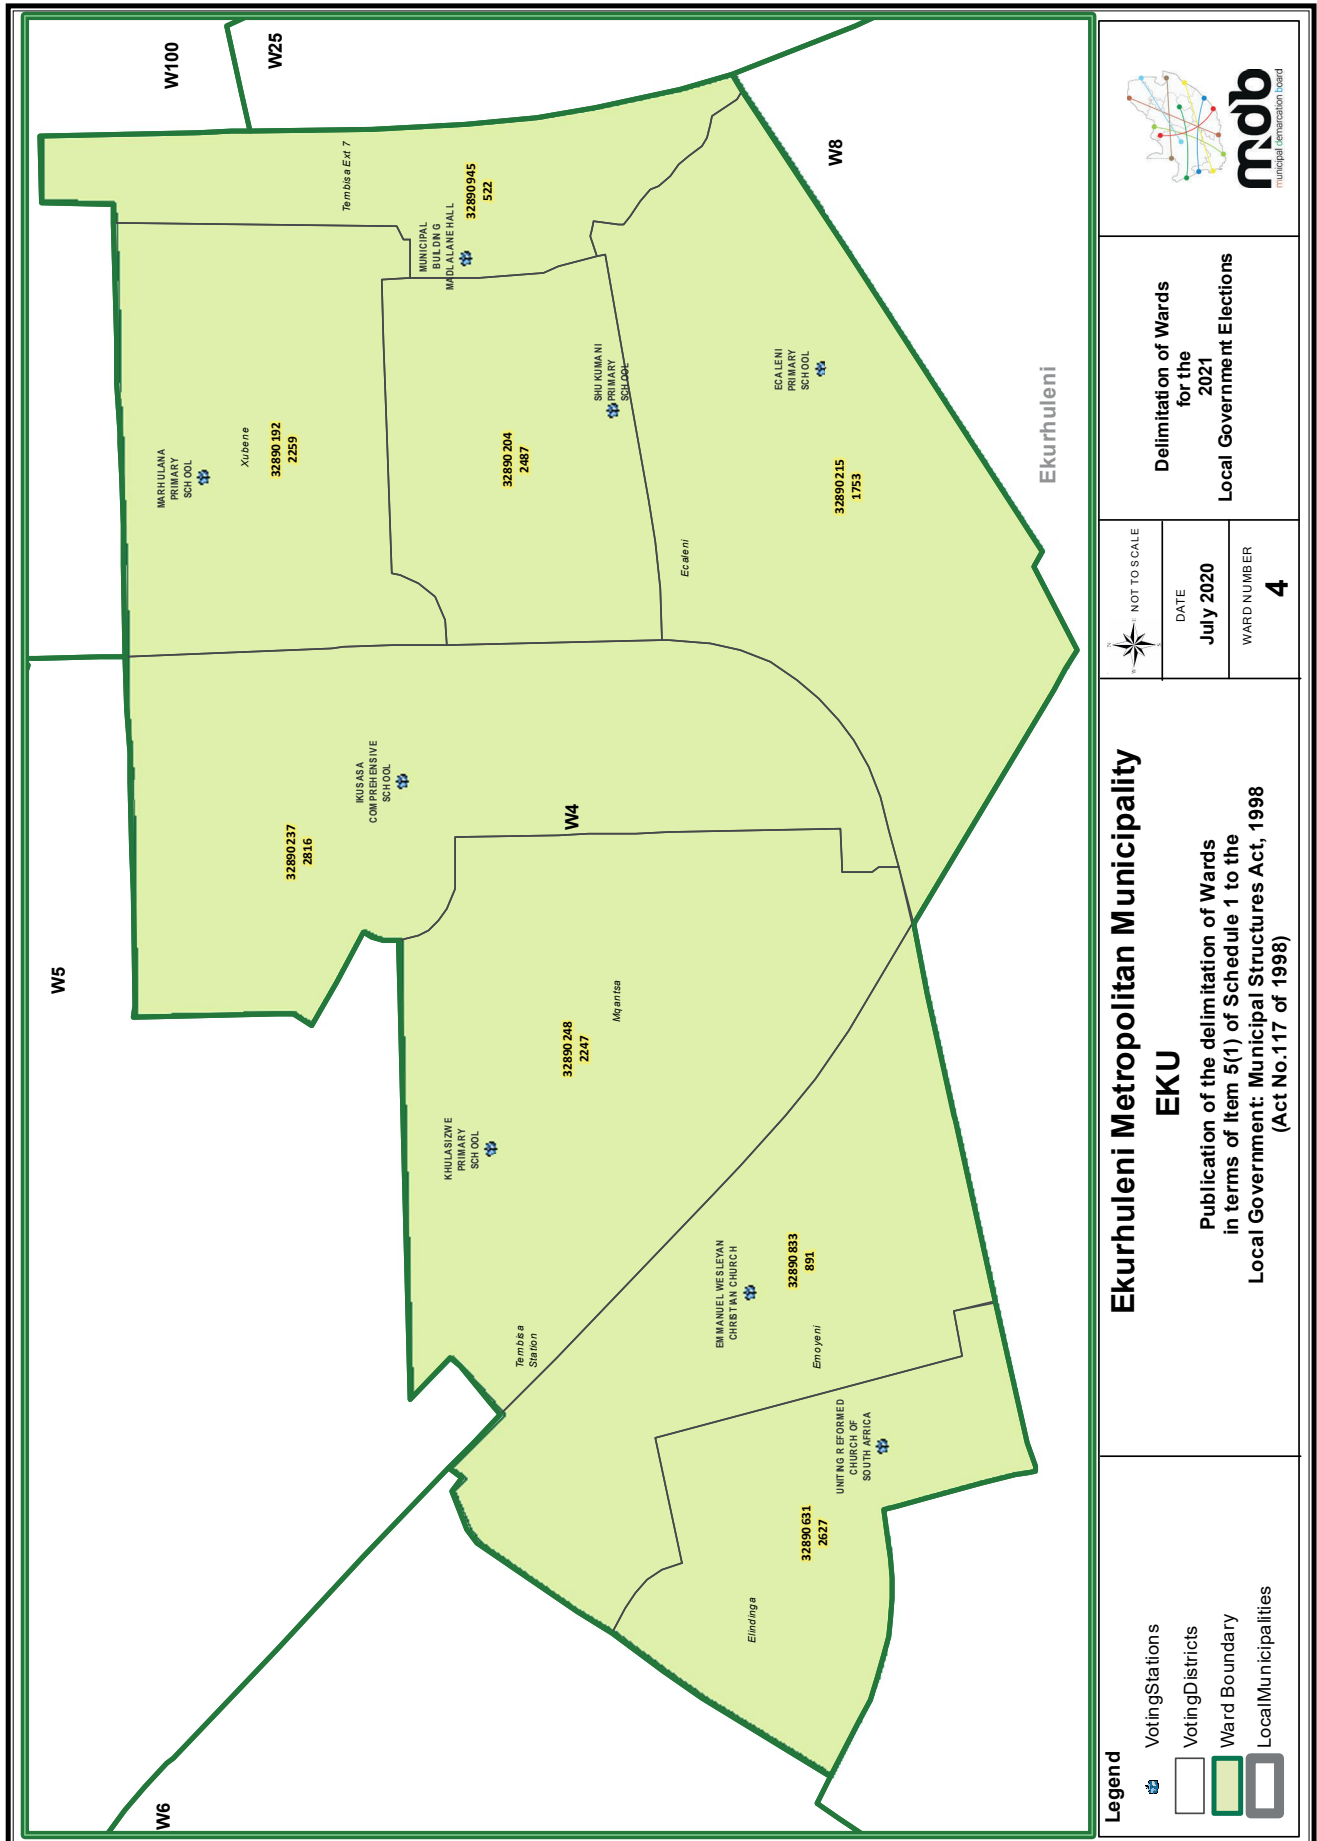 W6
W5
W100
W25
W8
W4
MARHULANA
PRIMARY
SCHOOL
Xubene
32890192
2259
Tembisa Ext 7
MUNICIPAL
BUILDING
MADLALANE HALL
32890945
522
32890204
2487
SHUKUMANI
PRIMARY
SCHOOL
ECALENI
PRIMARY
SCHOOL
Ecaleni
32890215
1753
IKUSASA
COMPREHENSIVE
SCHOOL
32890237
2816
KHULASIZWE
PRIMARY
SCHOOL
32890248
2247
Mqantsa
Tembisa
Station
EMMANUEL WESLEYAN
CHRISTIAN CHURCH
32890833
891
Emoyeni
UNITING REFORMED
CHURCH OF
SOUTH AFRICA
32890631
2627
Elindinga
Ekurhuleni
Legend
VotingStations
VotingDistricts
Ward Boundary
LocalMunicipalities
Ekurhuleni Metropolitan Municipality
EKU
Publication of the delimitation of Wards
in terms of Item 5(1) of Schedule 1 to the
Local Government: Municipal Structures Act, 1998
(Act No.117 of 1998)
N
W
E
S
NOT TO SCALE
DATE
July 2020
WARD NUMBER
4
Delimitation of Wards
for the
2021
Local Government Elections
mdb
municipal demarcation board